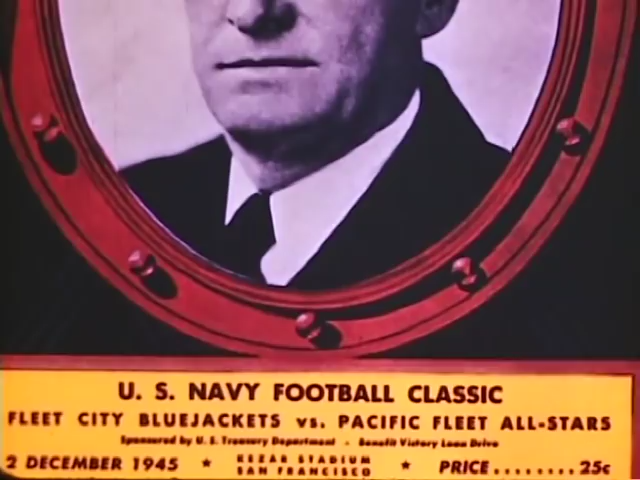 U. S. NAVY FOOTBALL CLASSIC
FLEET CITY BLUEJACKETS vs. PACIFIC FLEET ALL-STARS
Sponsored by U. S. Treasury Department - Benefit Victory Loan Drive
2 DECEMBER 1945 ★ KEZAR STADIUM ★ PRICE........25c
SAN FRANCISCO